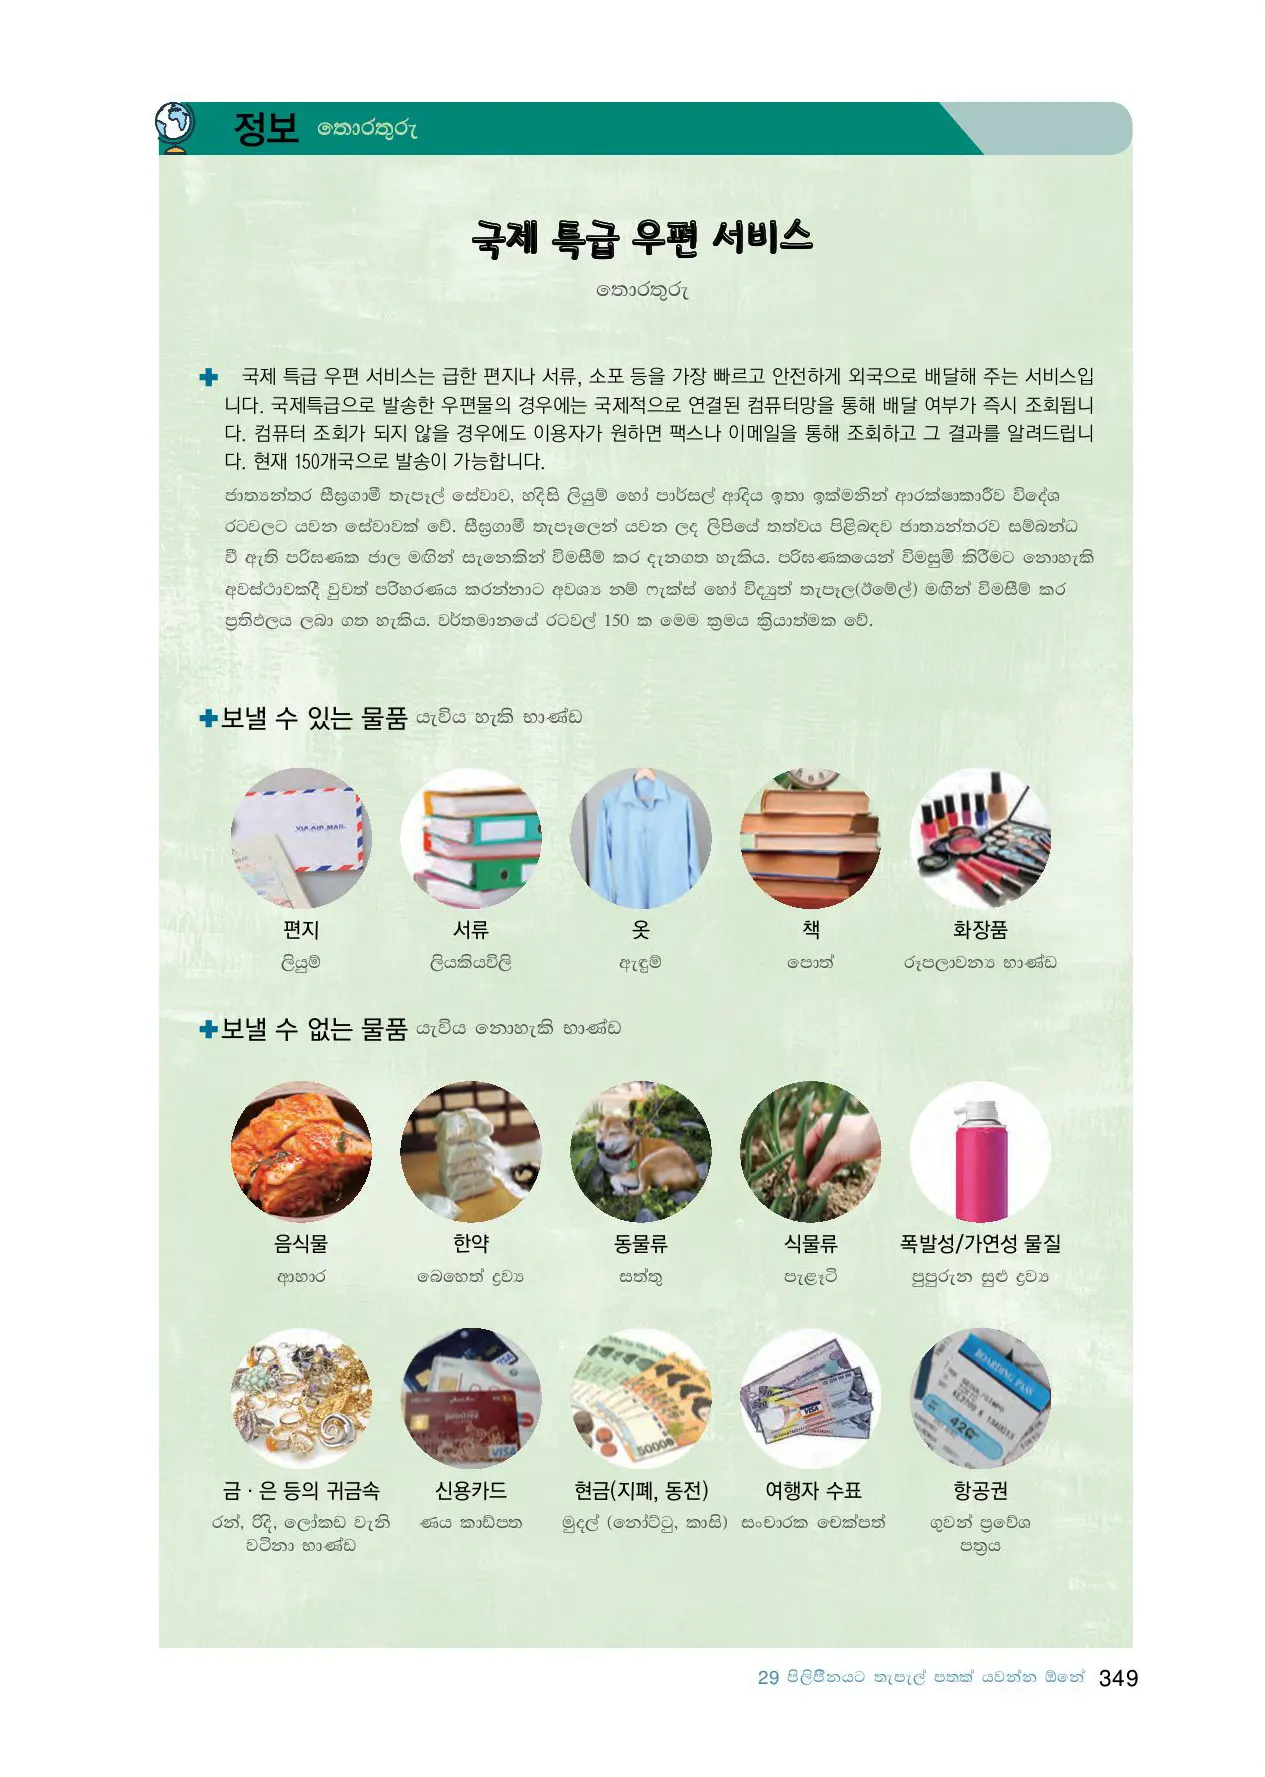 정보 තොරතුරු
국제 특급 우편 서비스
තොරතුරු
국제 특급 우편 서비스는 급한 편지나 서류, 소포 등을 가장 빠르고 안전하게 외국으로 배달해 주는 서비스입
니다. 국제특급으로 발송한 우편물의 경우에는 국제적으로 연결된 컴퓨터망을 통해 배달 여부가 즉시 조회됩니
다. 컴퓨터 조회가 되지 않을 경우에도 이용자가 원하면 팩스나 이메일을 통해 조회하고 그 결과를 알려드립니
다. 현재 150개국으로 발송이 가능합니다.
ජාත්‍යන්තර සීඝ්‍රගාමී තැපැල් සේවාව, හදිසි ලියුම් හෝ පාර්සල් ආදිය ඉතා ඉක්මනින් ආරක්ෂාකාරීව විදේශ
රටවලට යවන සේවාවක් වේ. සීඝ්‍රගාමී තැපෑලෙන් යවන ලද ලිපියේ තත්වය පිළිබඳව ජාත්‍යන්තරව සම්බන්ධ
වී ඇති පරිඝණක ජාල මඟින් සැනෙකින් විමසීම් කර දැනගත හැකිය. පරිඝණකයෙන් විමසුම් කිරීමට නොහැකි
අවස්ථාවකදී වුවත් පරිහරණය කරන්නාට අවශ්‍ය නම් ෆැක්ස් හෝ විද්‍යුත් තැපෑල(ඊමේල්) මඟින් විමසීම් කර
ප්‍රතිඵලය ලබා ගත හැකිය. වර්තමානයේ රටවල් 150 ක මෙම ක්‍රමය ක්‍රියාත්මක වේ.
보낼 수 있는 물품 යැවිය හැකි භාණ්ඩ
VIA AIR MAIL
편지 서류 옷 책 화장품
ලියුම් ලියකියවිලි ඇඳුම් පොත් රූපලාවන්‍ය භාණ්ඩ
보낼 수 없는 물품 යැවිය නොහැකි භාණ්ඩ
음식물 한약 동물류 식물류 폭발성/가연성 물질
ආහාර බෙහෙත් ද්‍රව්‍ය සත්තු පැළෑටි පුපුරුන සුළු ද්‍රව්‍ය
VISA 50000 VISA BOARDING PASS
42G
금 · 은 등의 귀금속 신용카드 현금(지폐, 동전) 여행자 수표 항공권
රන්, රිදි, ලෝකඩ වැනි ණය කාඩ්පත මුදල් (නෝට්ටු, කාසි) සංචාරක චෙක්පත් ගුවන් ප්‍රවේශ
වටිනා භාණ්ඩ පත්‍රය
29 පිලිපීනයට තැපැල් පතක් යවන්න ඕනේ 349